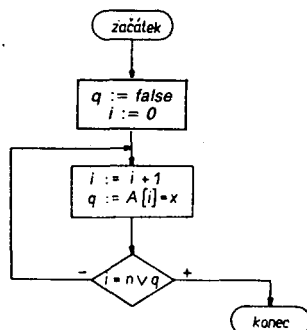 začátek
q := false
i := 0
i := i + 1
q := A[i] = x
i = n ∨ q
-
+
konec